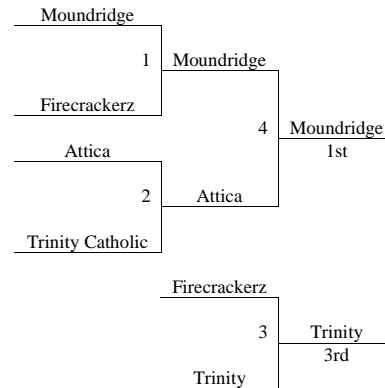 Moundridge
1
Moundridge
Firecrackerz
4
Moundridge
1st
Attica
2
Attica
Trinity Catholic
Firecrackerz
3
Trinity
3rd
Trinity